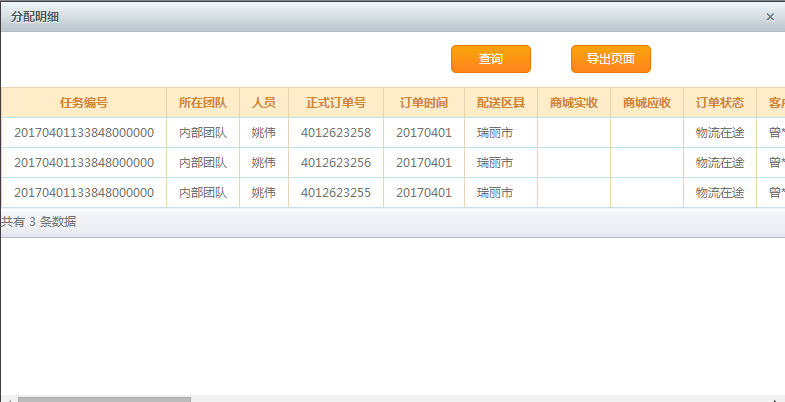 分配明细 ×
查询 导出页面
任务编号 所在团队 人员 正式订单号 订单时间 配送区县 商城实收 商城应收 订单状态 客
20170401133848000000 内部团队 姚伟 4012623258 20170401 瑞丽市 物流在途 曾*
20170401133848000000 内部团队 姚伟 4012623256 20170401 瑞丽市 物流在途 曾*
20170401133848000000 内部团队 姚伟 4012623255 20170401 瑞丽市 物流在途 曾*
共有 3 条数据